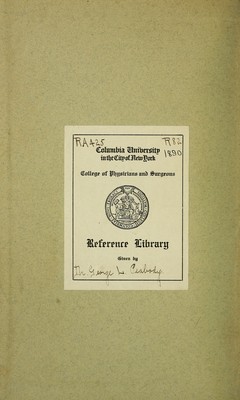 RA425 R82
1890
Columbia University
in the City of New York
College of Physicians and Surgeons
Reference Library
Given by
Dr. George L. Peabody.